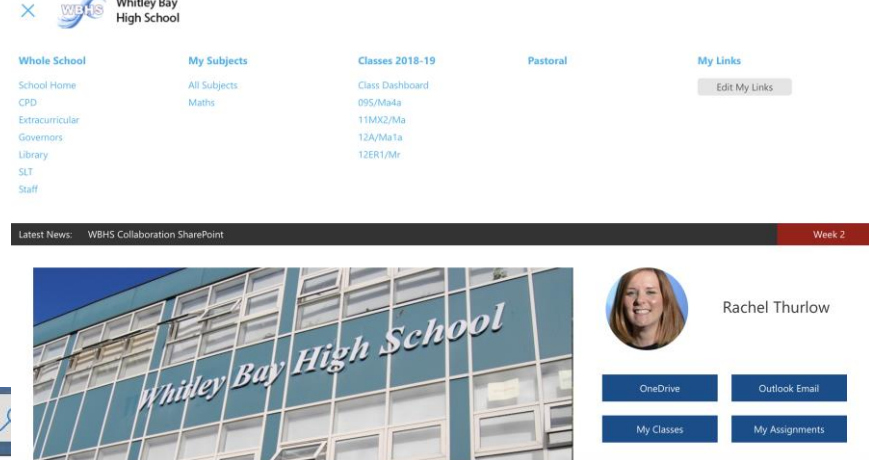 WBHS
Whitley Bay
High School
Whole School
School Home
CPD
Extracurricular
Governors
Library
SLT
Staff
My Subjects
All Subjects
Maths
Classes 2018-19
Class Dashboard
09S/Ma4a
11MX2/Ma
12A/Ma1a
12ER1/Mr
Pastoral
My Links
Edit My Links
Latest News: WBHS Collaboration SharePoint
Week 2
Whitley Bay High School
Rachel Thurlow
OneDrive
Outlook Email
My Classes
My Assignments